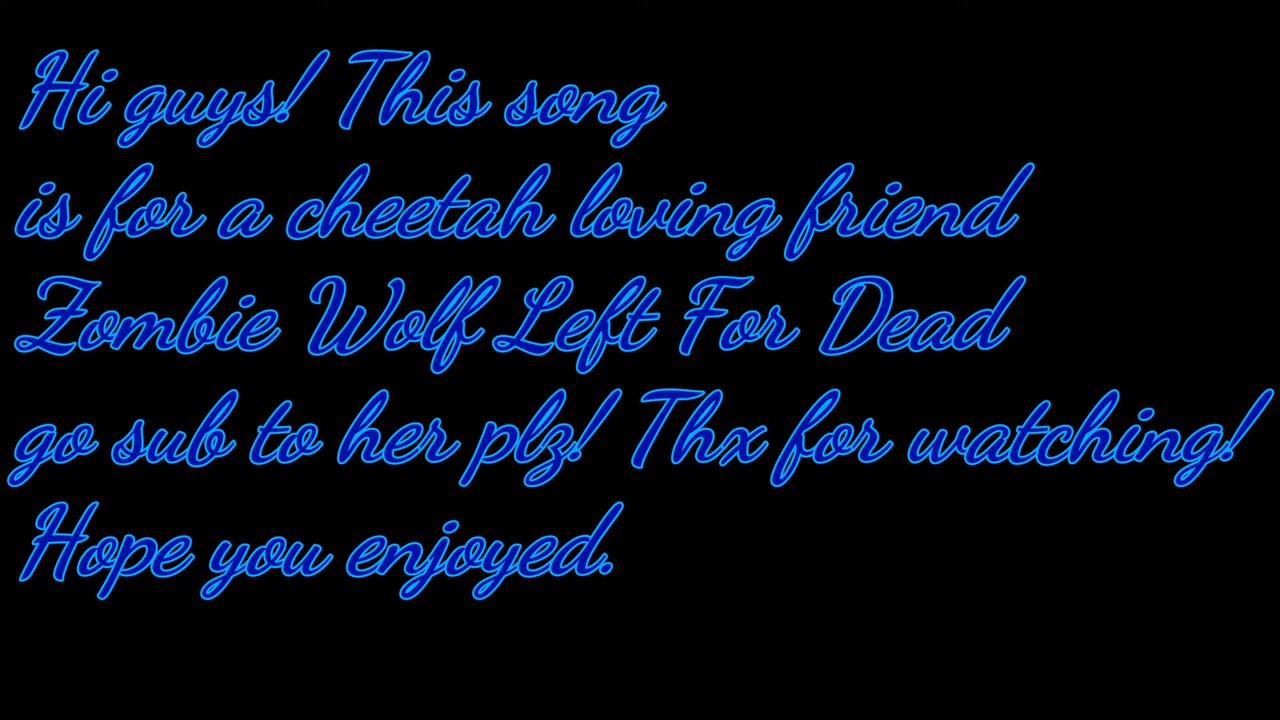 Hi guys! This song
is for a cheetah loving friend
Zombie Wolf Left For Dead
go sub to her plz! Thx for watching!
Hope you enjoyed.